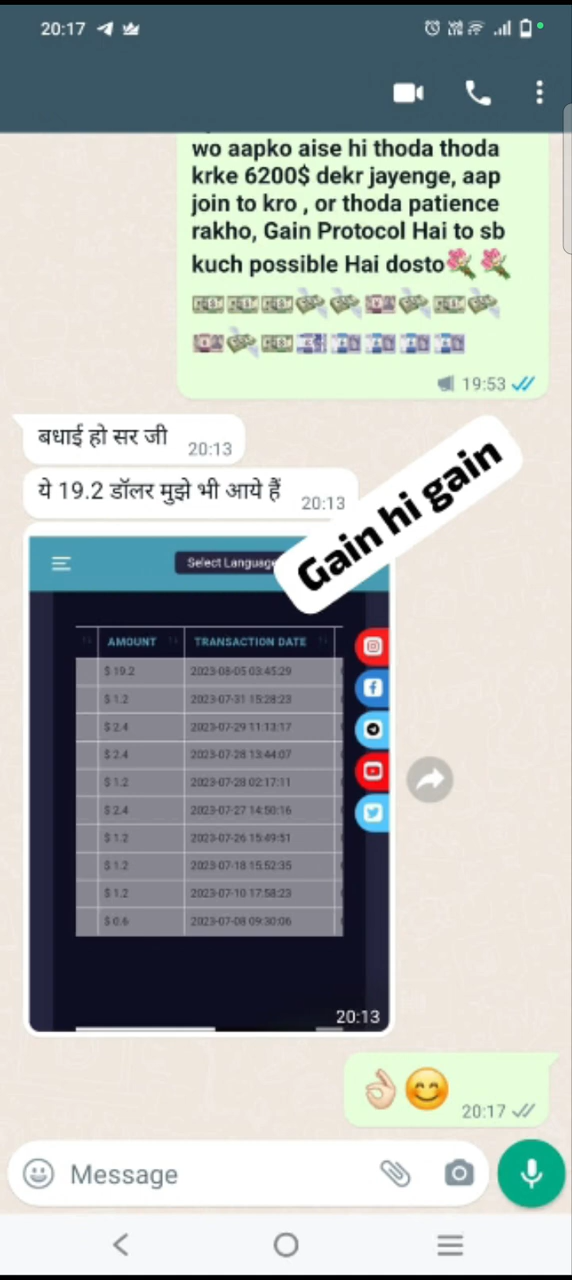 20:17
wo aapko aise hi thoda thoda
krke 6200$ dekr jayenge, aap
join to kro , or thoda patience
rakho, Gain Protocol Hai to sb
kuch possible Hai dosto
19:53
बधाई हो सर जी 20:13
ये 19.2 डॉलर मुझे भी आये हैं 20:13
Gain hi gain
Select Language
AMOUNT TRANSACTION DATE
$ 19.2 2023-08-05 03:45:29
$ 1.2 2023-07-31 15:28:23
$ 2.4 2023-07-29 11:13:17
$ 2.4 2023-07-28 13:44:07
$ 1.2 2023-07-28 02:17:11
$ 2.4 2023-07-27 14:50:16
$ 1.2 2023-07-26 15:49:51
$ 1.2 2023-07-18 15:52:35
$ 1.2 2023-07-10 17:58:23
$ 0.6 2023-07-08 09:30:06
20:13
20:17
Message